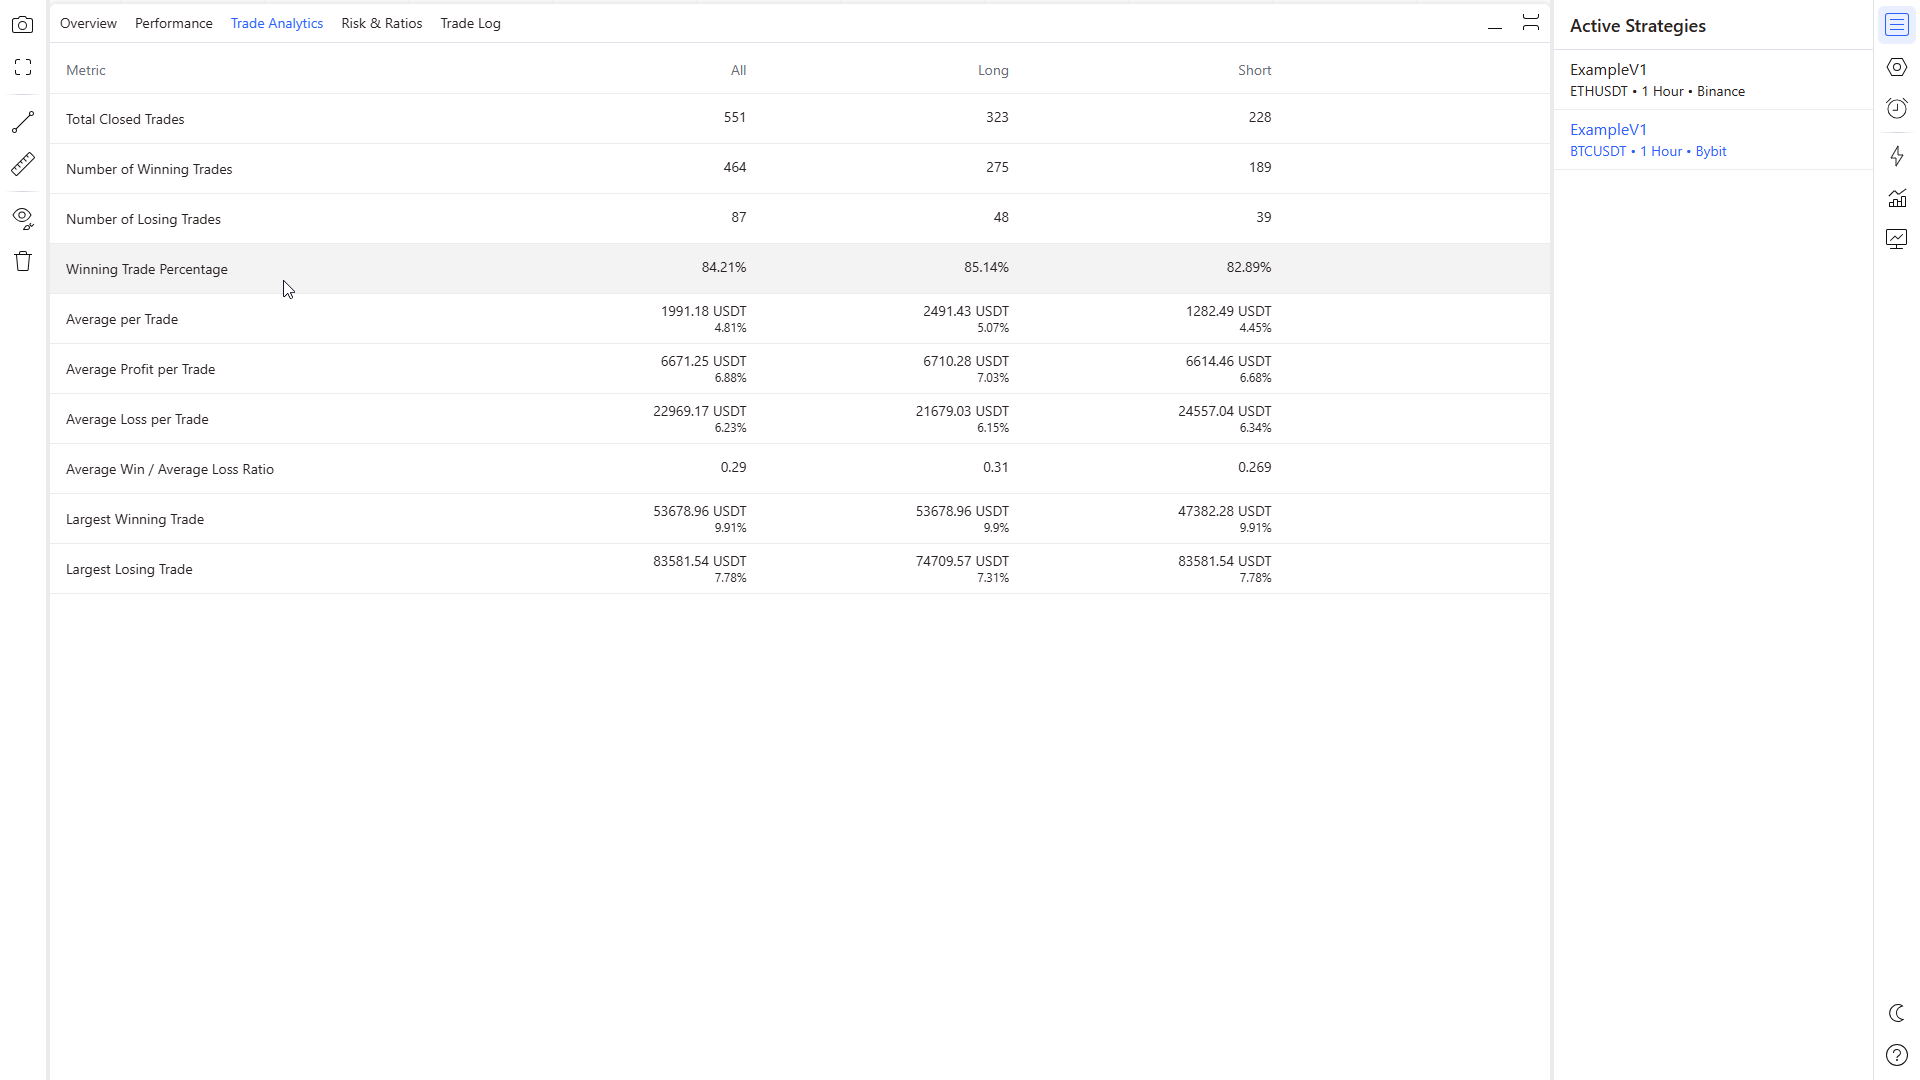 Overview Performance Trade Analytics Risk & Ratios Trade Log
Metric All Long Short
Total Closed Trades 551 323 228
Number of Winning Trades 464 275 189
Number of Losing Trades 87 48 39
Winning Trade Percentage 84.21% 85.14% 82.89%
Average per Trade 1991.18 USDT 2491.43 USDT 1282.49 USDT
4.81% 5.07% 4.45%
Average Profit per Trade 6671.25 USDT 6710.28 USDT 6614.46 USDT
6.88% 7.03% 6.68%
Average Loss per Trade 22969.17 USDT 21679.03 USDT 24557.04 USDT
6.23% 6.15% 6.34%
Average Win / Average Loss Ratio 0.29 0.31 0.269
Largest Winning Trade 53678.96 USDT 53678.96 USDT 47382.28 USDT
9.91% 9.9% 9.91%
Largest Losing Trade 83581.54 USDT 74709.57 USDT 83581.54 USDT
7.78% 7.31% 7.78%
Active Strategies
ExampleV1
ETHUSDT • 1 Hour • Binance
ExampleV1
BTCUSDT • 1 Hour • Bybit